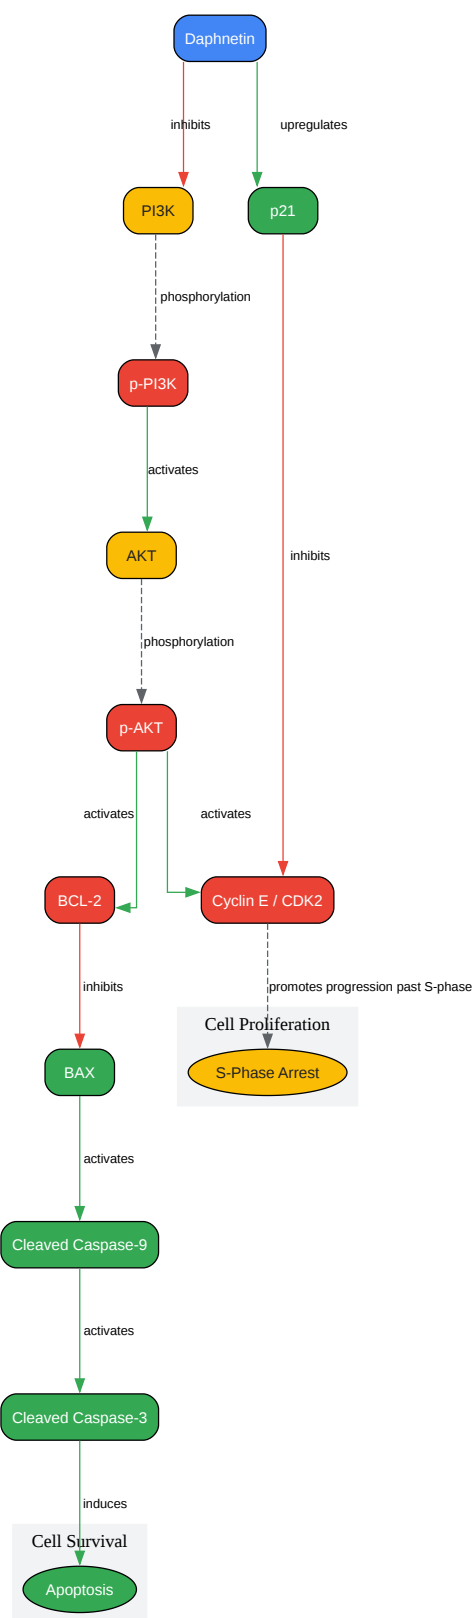 Daphnetin
inhibits
upregulates
PI3K
p21
phosphorylation
p-PI3K
activates
AKT
inhibits
phosphorylation
p-AKT
activates
activates
BCL-2
Cyclin E / CDK2
inhibits
promotes progression past S-phase
Cell Proliferation
BAX
S-Phase Arrest
activates
Cleaved Caspase-9
activates
Cleaved Caspase-3
induces
Cell Survival
Apoptosis